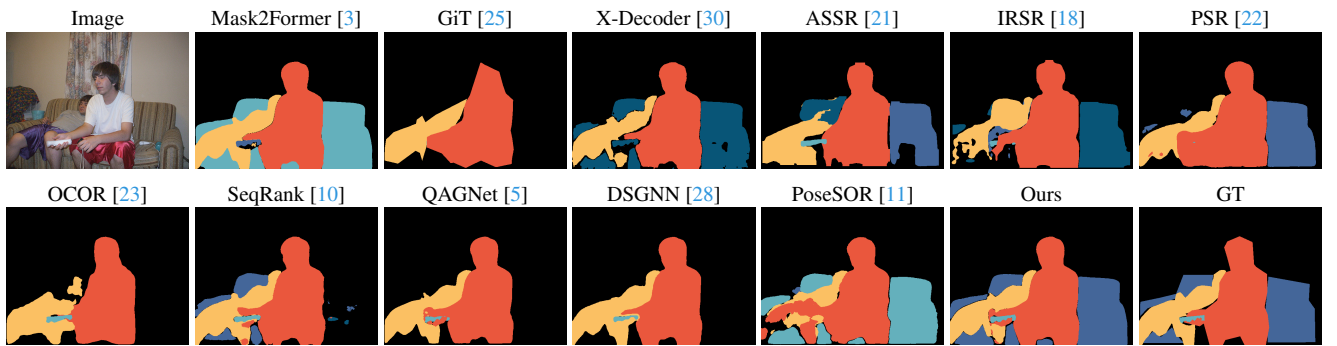 Image Mask2Former [3] GiT [25] X-Decoder [30] ASSR [21] IRSR [18] PSR [22]
OCOR [23] SeqRank [10] QAGNet [5] DSGNN [28] PoseSOR [11] Ours GT